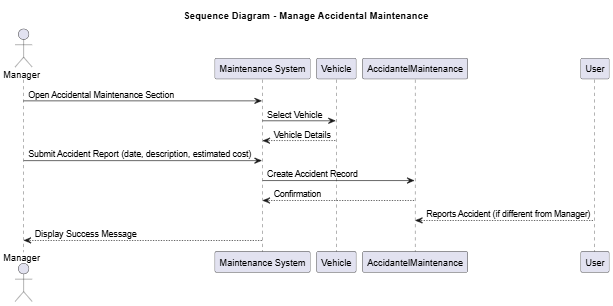 Sequence Diagram - Manage Accidental Maintenance
Manager
Maintenance System
Vehicle
AccidantelMaintenance
User
Open Accidental Maintenance Section
Select Vehicle
Vehicle Details
Submit Accident Report (date, description, estimated cost)
Create Accident Record
Confirmation
Reports Accident (if different from Manager)
Display Success Message
Manager
Maintenance System
Vehicle
AccidantelMaintenance
User